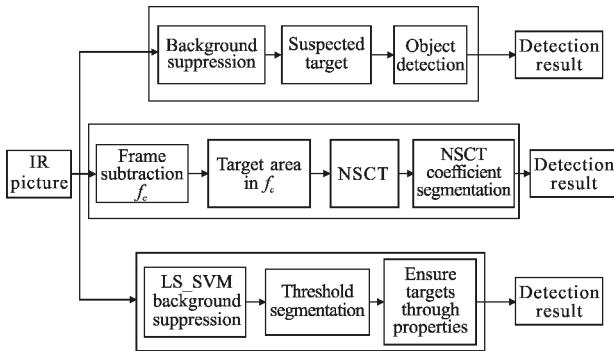 Background
suppression
Suspected
target
Object
detection
Detection
result
IR
picture
Frame
subtraction
f_c
Target area
in f_c
NSCT
NSCT
coefficient
segmentation
Detection
result
LS_SVM
background
suppression
Threshold
segmentation
Ensure
targets
through
properties
Detection
result